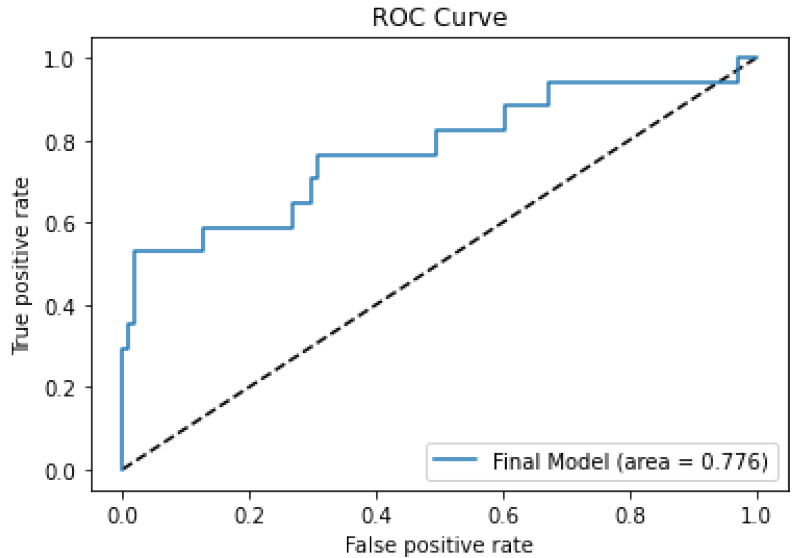 ROC Curve
True positive rate
1.0
0.8
0.6
0.4
0.2
0.0
Final Model (area = 0.776)
0.0 0.2 0.4 0.6 0.8 1.0
False positive rate